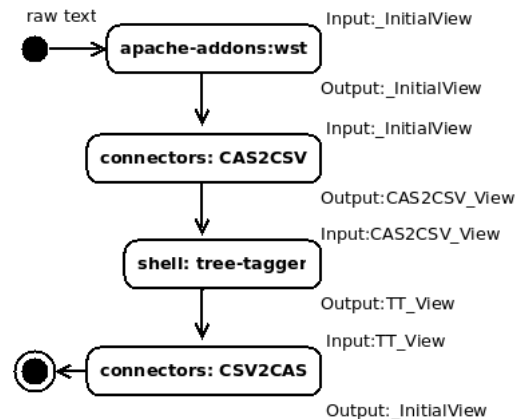 raw text
Input:_InitialView
apache-addons:wst
Output:_InitialView
Input:_InitialView
connectors: CAS2CSV
Output:CAS2CSV_View
Input:CAS2CSV_View
shell: tree-tagger
Output:TT_View
Input:TT_View
connectors: CSV2CAS
Output:_InitialView